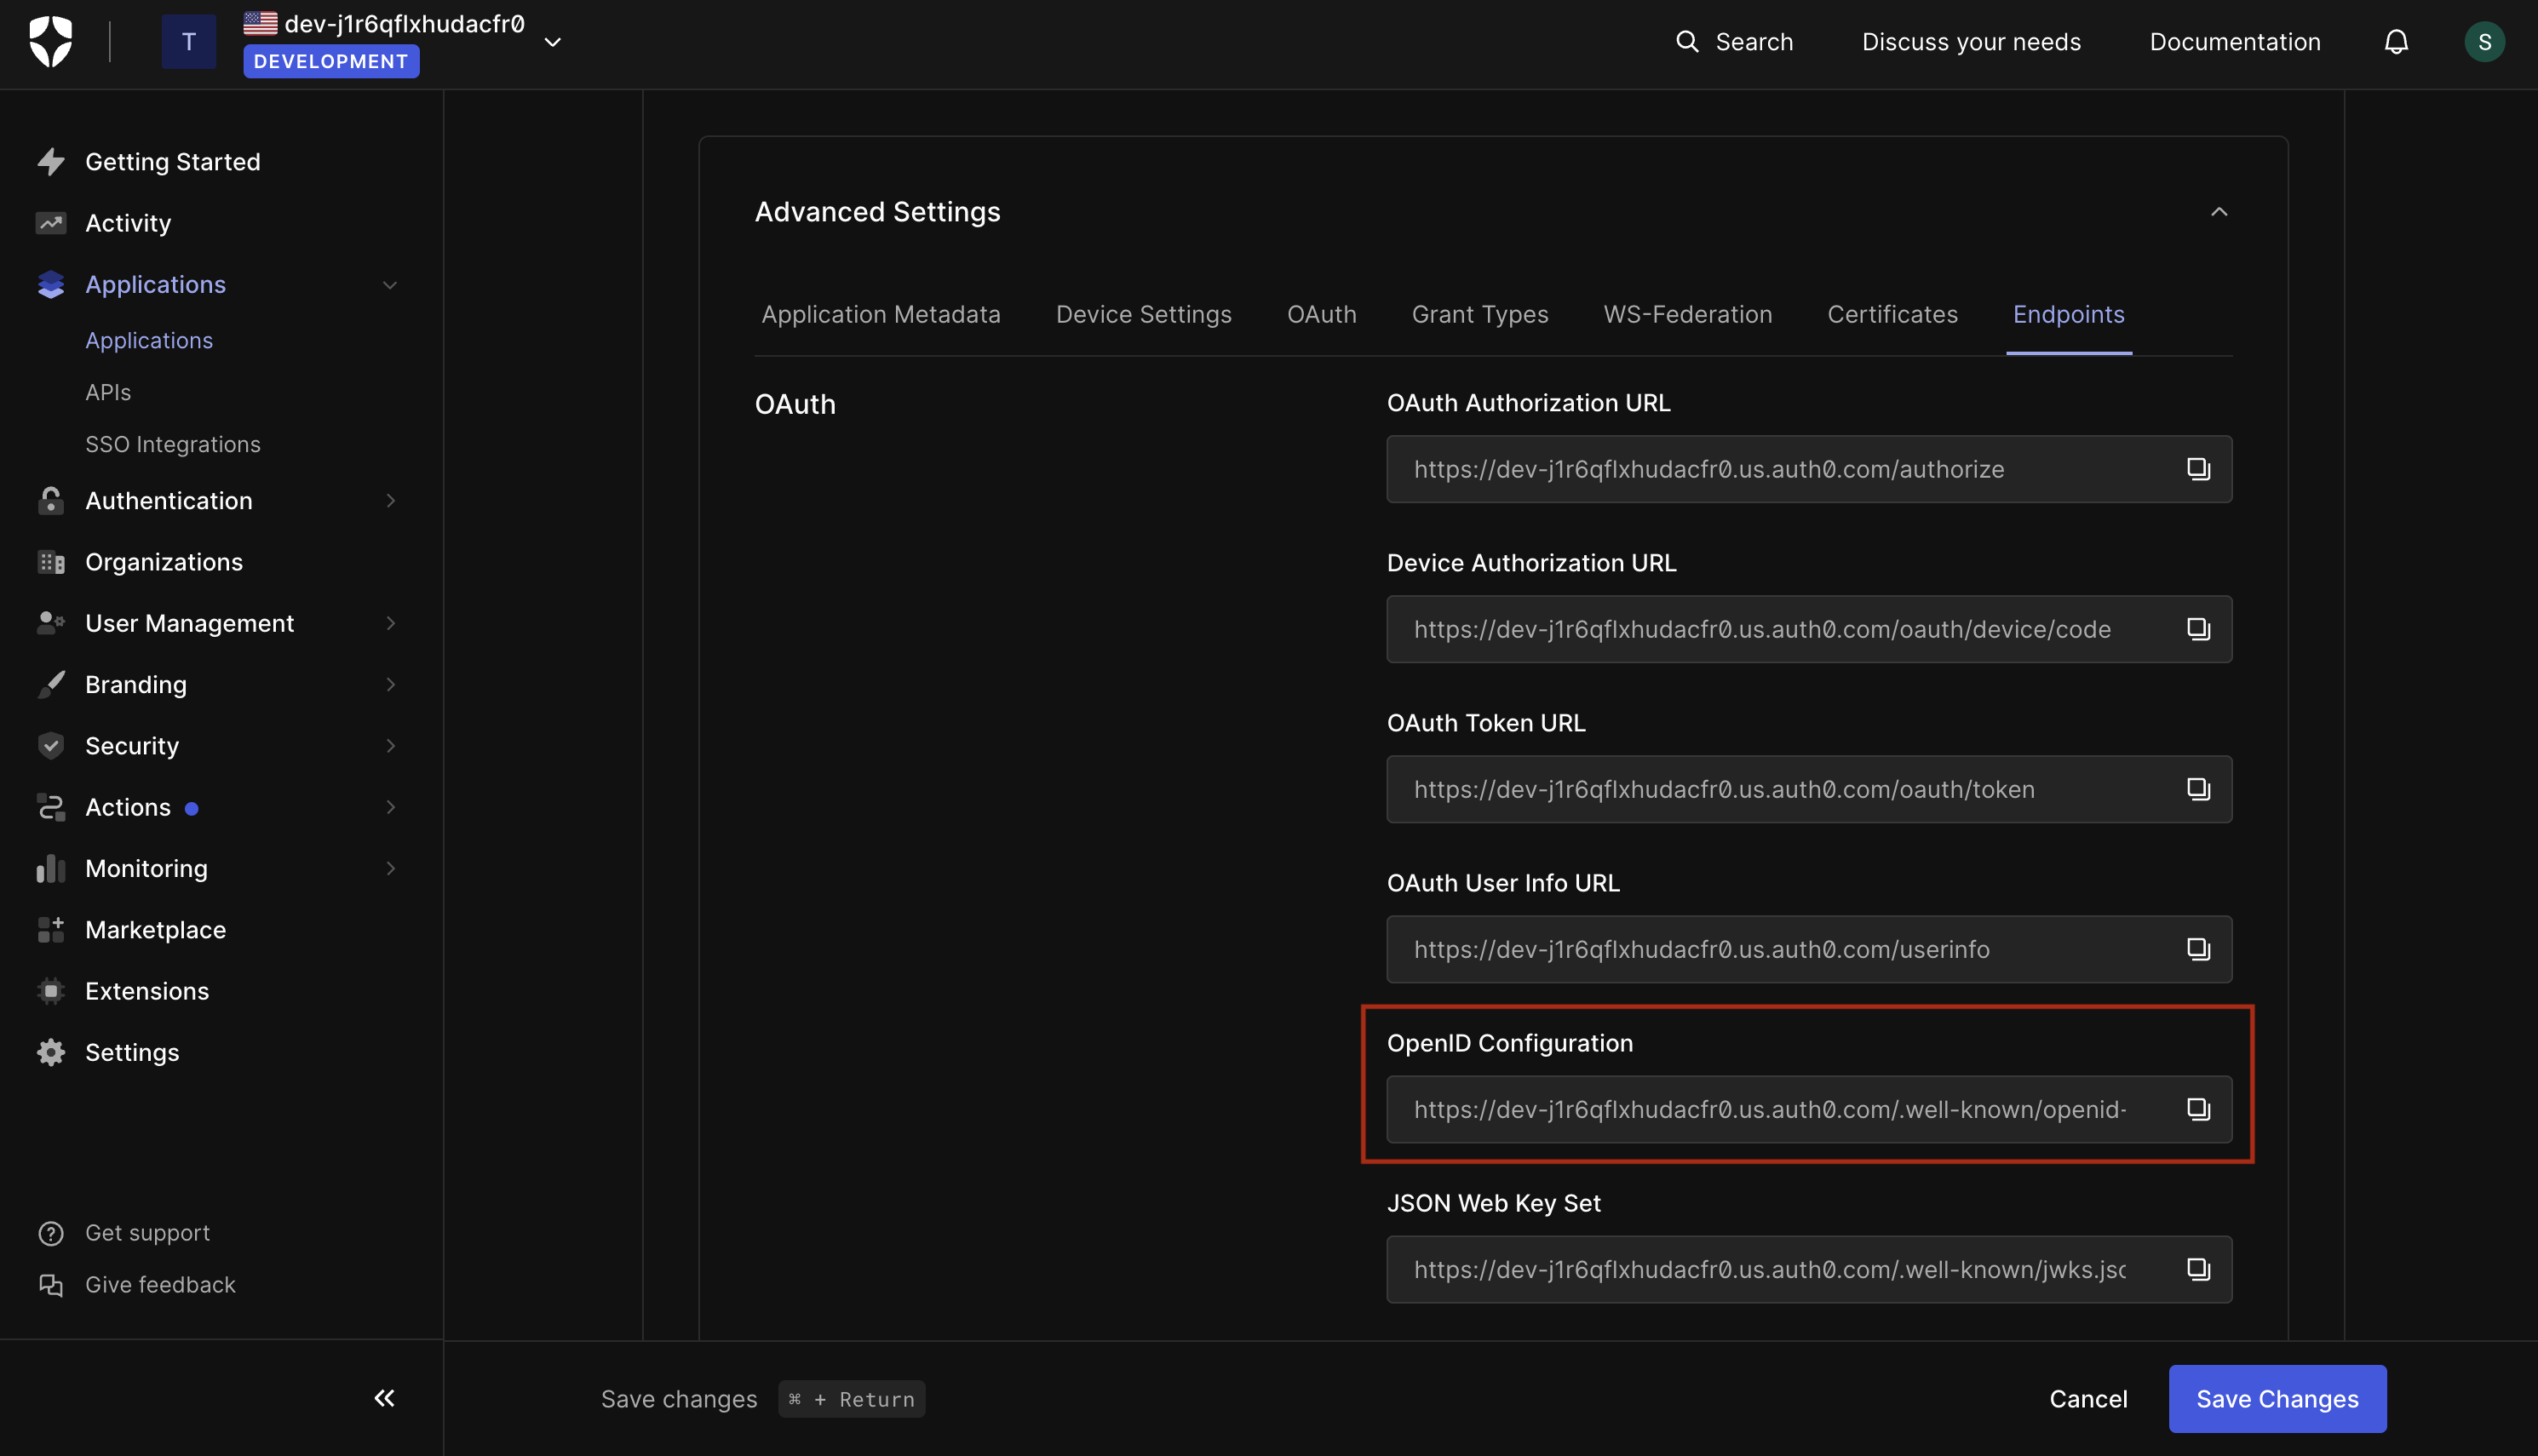 T
dev-j1r6qflxhudacfr0
DEVELOPMENT
Search
Discuss your needs
Documentation
S
Getting Started
Activity
Applications
Applications
APIs
SSO Integrations
Authentication
Organizations
User Management
Branding
Security
Actions
Monitoring
Marketplace
Extensions
Settings
Get support
Give feedback
Advanced Settings
Application Metadata
Device Settings
OAuth
Grant Types
WS-Federation
Certificates
Endpoints
OAuth
OAuth Authorization URL
https://dev-j1r6qflxhudacfr0.us.auth0.com/authorize
Device Authorization URL
https://dev-j1r6qflxhudacfr0.us.auth0.com/oauth/device/code
OAuth Token URL
https://dev-j1r6qflxhudacfr0.us.auth0.com/oauth/token
OAuth User Info URL
https://dev-j1r6qflxhudacfr0.us.auth0.com/userinfo
OpenID Configuration
https://dev-j1r6qflxhudacfr0.us.auth0.com/.well-known/openid-
JSON Web Key Set
https://dev-j1r6qflxhudacfr0.us.auth0.com/.well-known/jwks.jsc
Save changes
⌘ + Return
Cancel
Save Changes